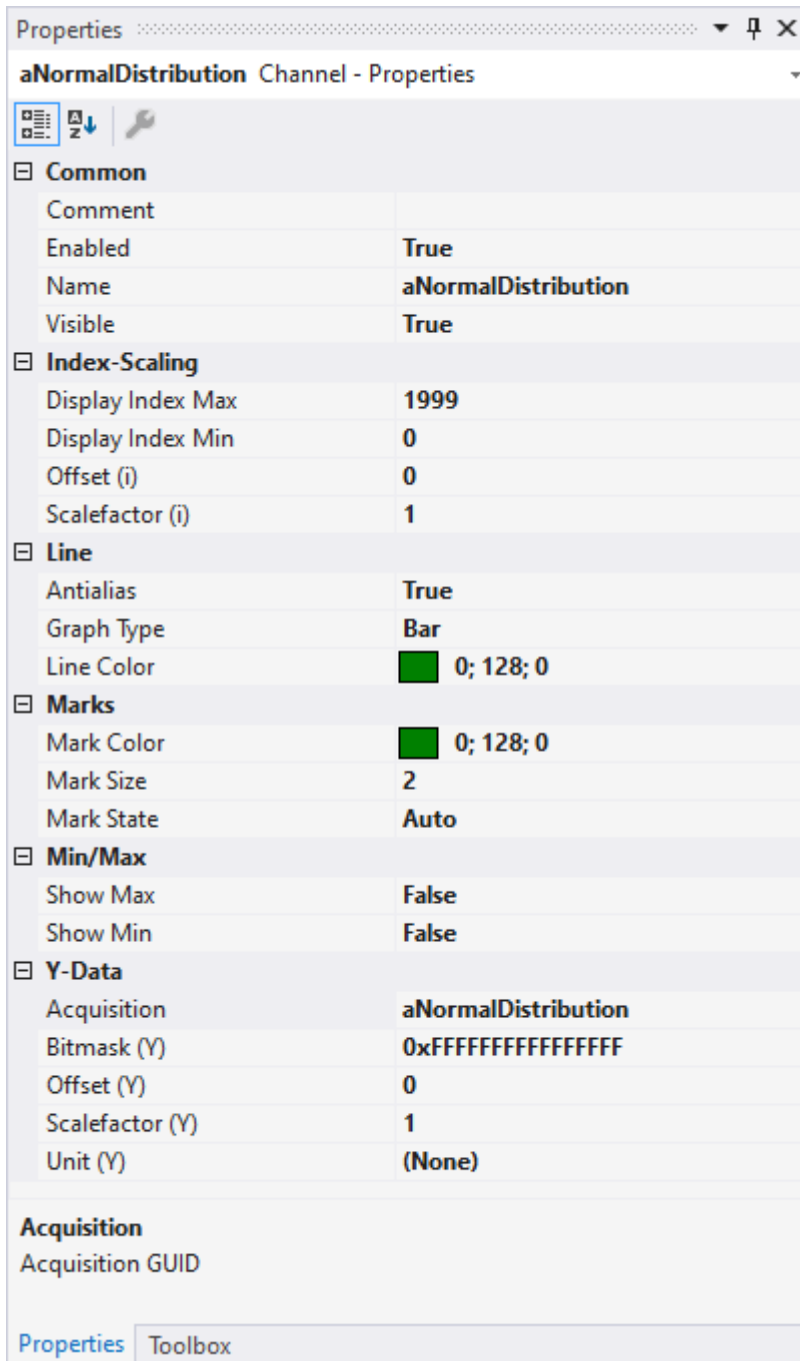 Properties
aNormalDistribution Channel - Properties
Common
Comment
Enabled True
Name aNormalDistribution
Visible True
Index-Scaling
Display Index Max 1999
Display Index Min 0
Offset (i) 0
Scalefactor (i) 1
Line
Antialias True
Graph Type Bar
Line Color 0; 128; 0
Marks
Mark Color 0; 128; 0
Mark Size 2
Mark State Auto
Min/Max
Show Max False
Show Min False
Y-Data
Acquisition aNormalDistribution
Bitmask (Y) 0xFFFFFFFFFFFFFFFF
Offset (Y) 0
Scalefactor (Y) 1
Unit (Y) (None)
Acquisition
Acquisition GUID
Properties Toolbox